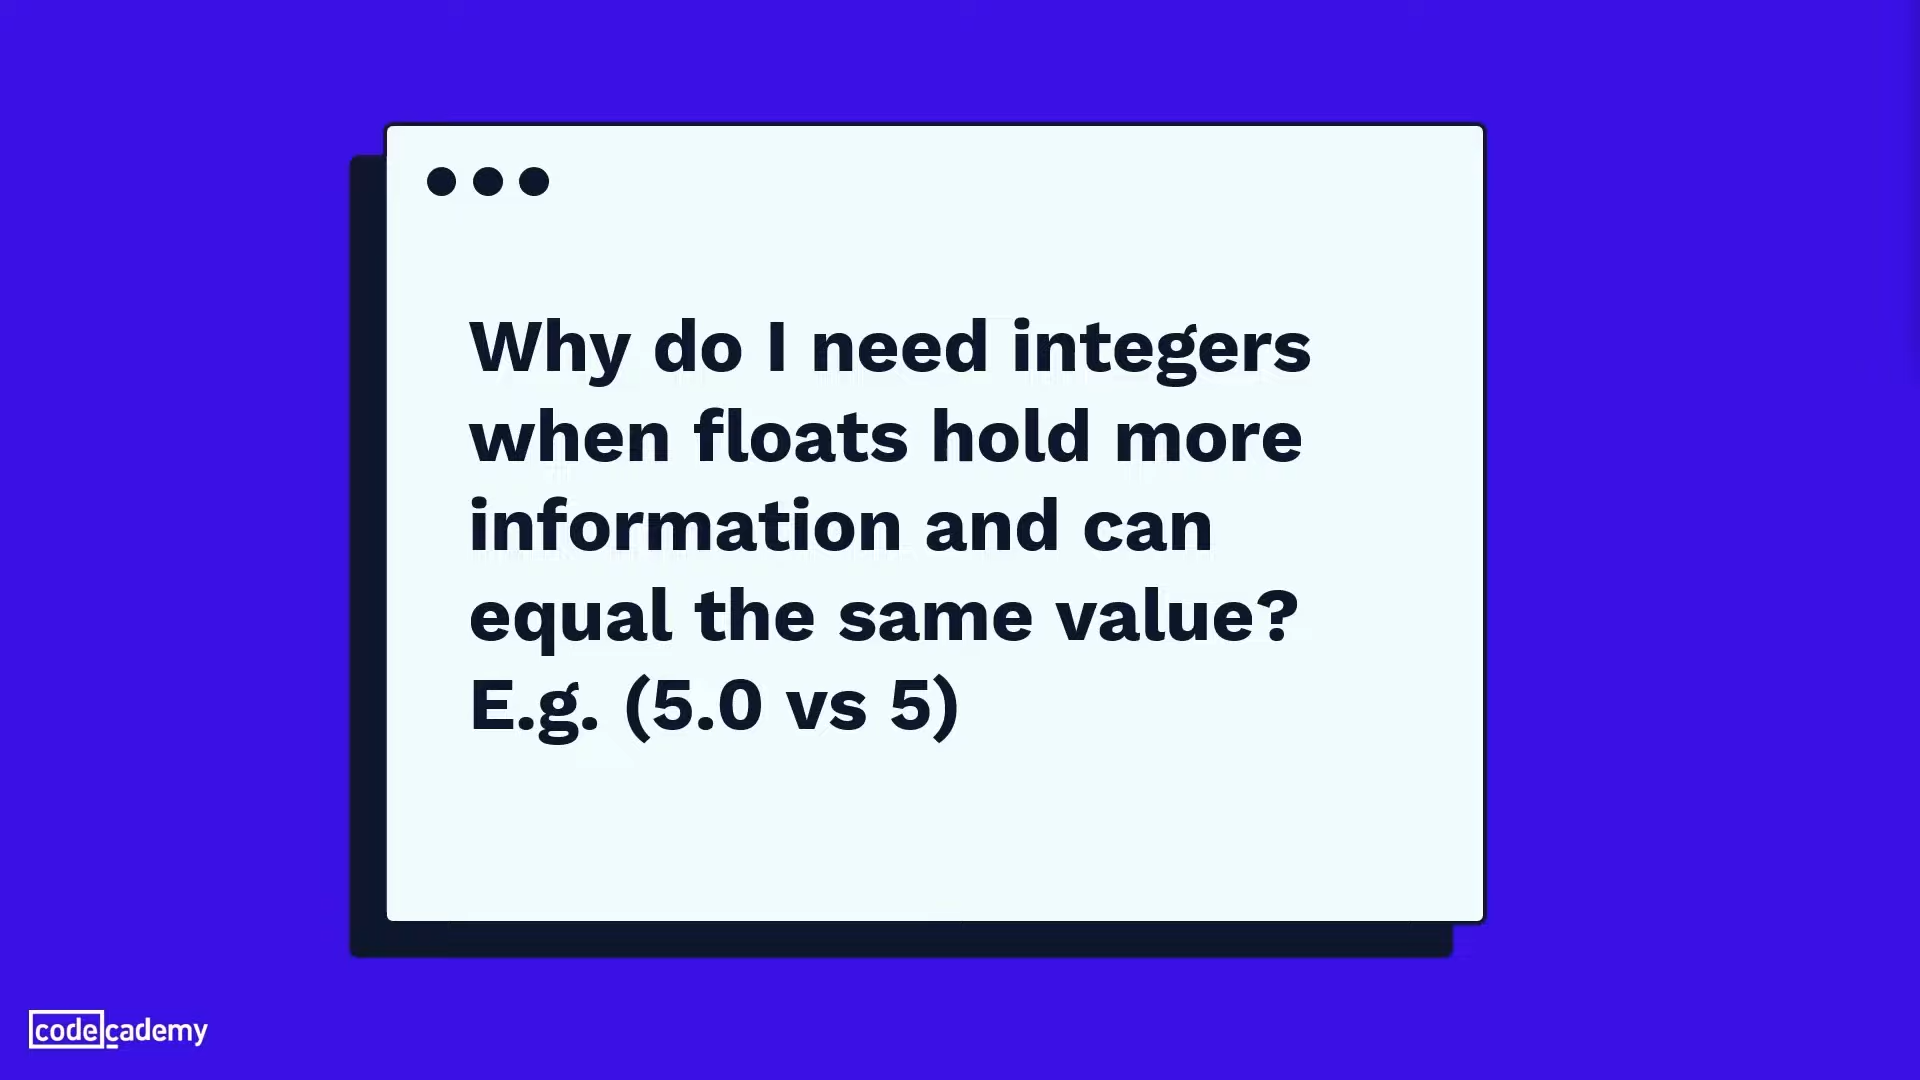 Why do I need integers
when floats hold more
information and can
equal the same value?
E.g. (5.0 vs 5)
codecademy